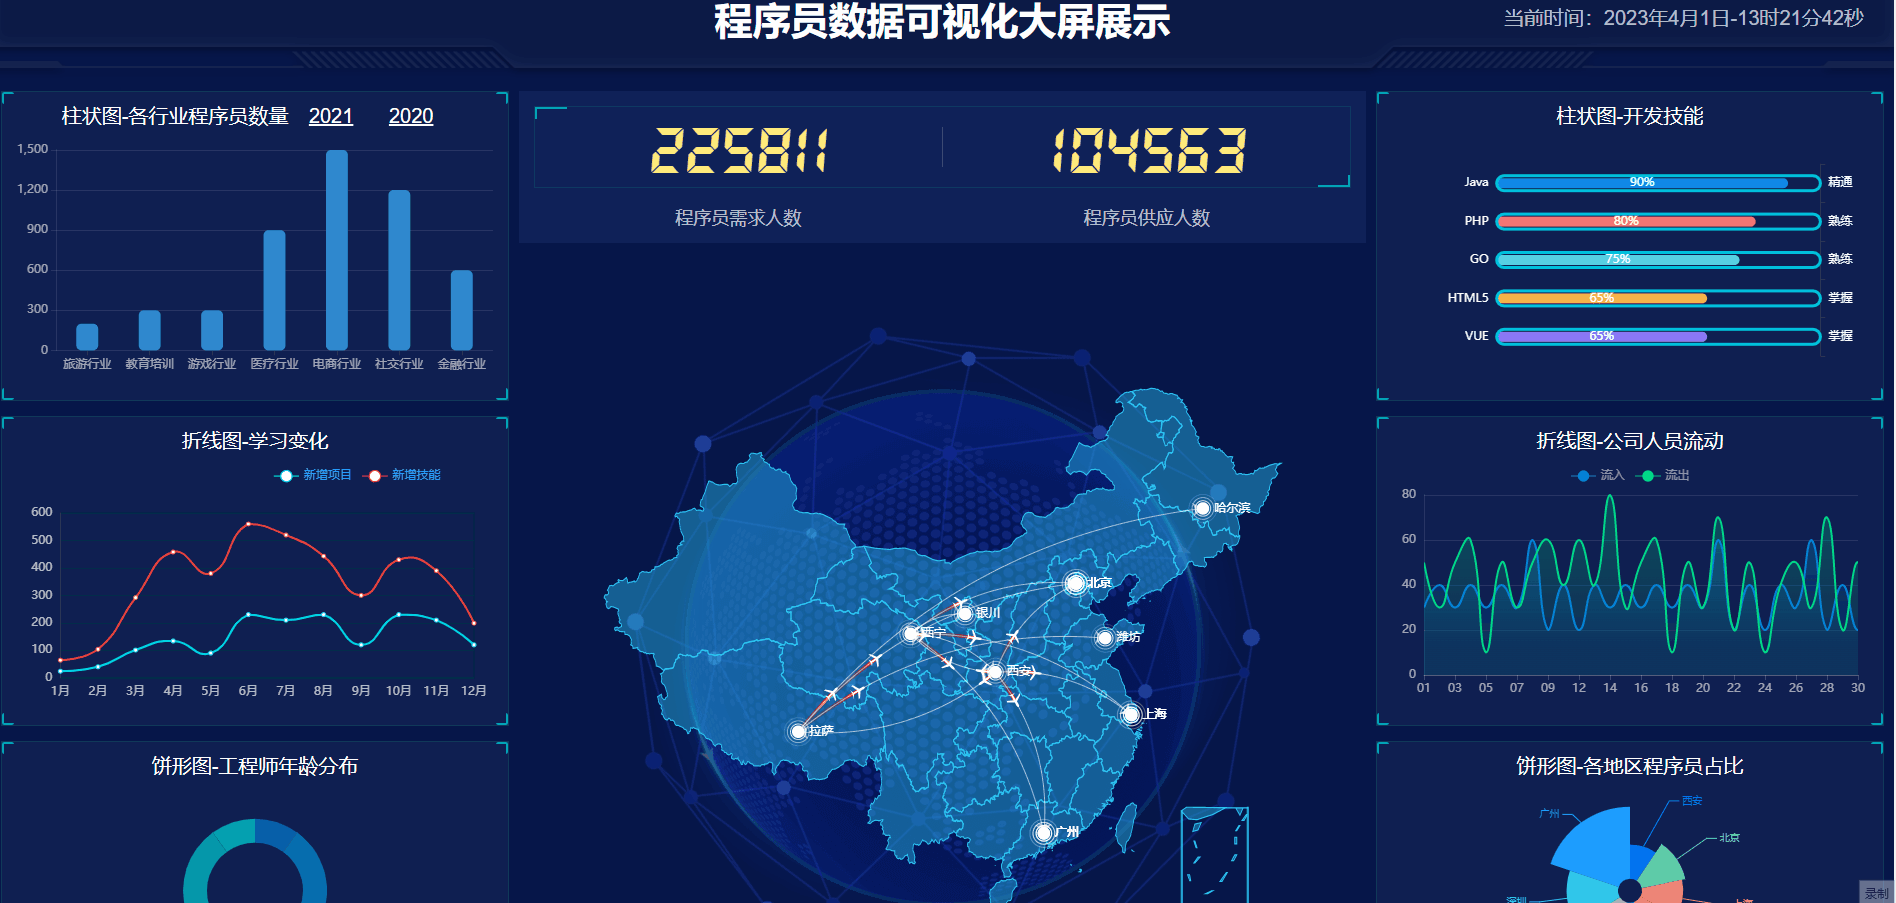 程序员数据可视化大屏展示
当前时间：2023年4月1日-13时21分42秒
柱状图-各行业程序员数量 2021 2020
1,500
1,200
900
600
300
0
旅游行业 教育培训 游戏行业 医疗行业 电商行业 社交行业 金融行业
折线图-学习变化
新增项目 新增技能
600
500
400
300
200
100
0
1月 2月 3月 4月 5月 6月 7月 8月 9月 10月 11月 12月
饼形图-工程师年龄分布
225811 104563
程序员需求人数 程序员供应人数
哈尔滨
北京
银川
西宁
潍坊
西安
上海
拉萨
广州
柱状图-开发技能
Java 90% 精通
PHP 80% 熟练
GO 75% 熟练
HTML5 65% 掌握
VUE 65% 掌握
折线图-公司人员流动
流入 流出
80
60
40
20
0
01 03 05 07 09 12 14 16 18 20 22 24 26 28 30
饼形图-各地区程序员占比
西安
广州
北京
深圳
上海
录制